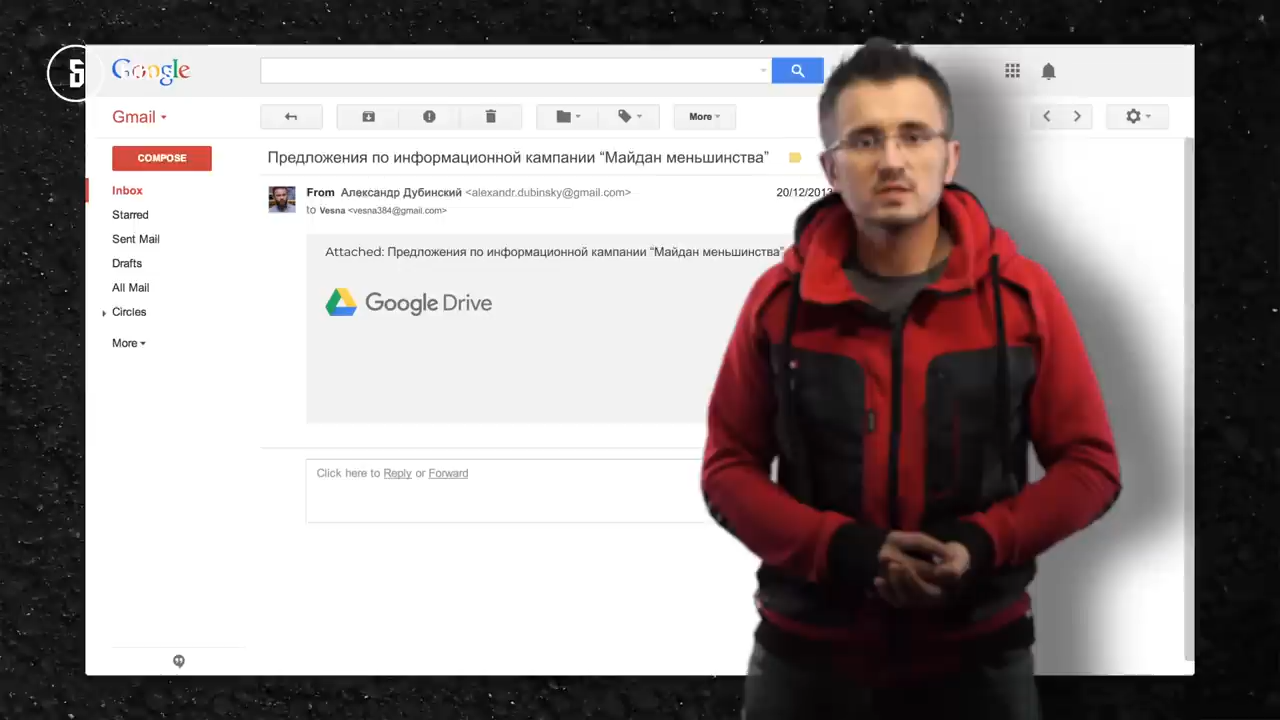 Google
Gmail
More
COMPOSE
Предложения по информационной кампании “Майдан меньшинства”
Inbox
Starred
Sent Mail
Drafts
All Mail
Circles
More
From Александр Дубинский <alexandr.dubinsky@gmail.com>
20/12/2013
to Vesna <vesna384@gmail.com>
Attached: Предложения по информационной кампании “Майдан меньшинства”
Google Drive
Click here to Reply or Forward